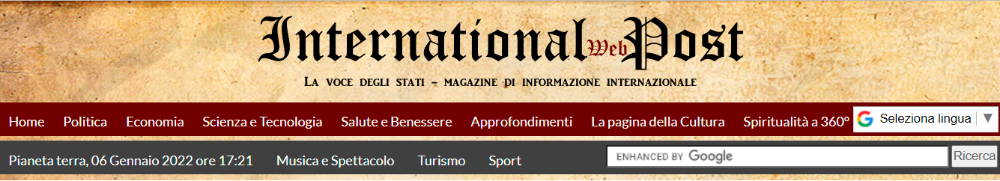 International Web Post
La voce degli stati – magazine di informazione internazionale
Home Politica Economia Scienza e Tecnologia Salute e Benessere Approfondimenti La pagina della Cultura Spiritualità a 360° Seleziona lingua ▼
Pianeta terra, 06 Gennaio 2022 ore 17:21 Musica e Spettacolo Turismo Sport ENHANCED BY Google Ricerca